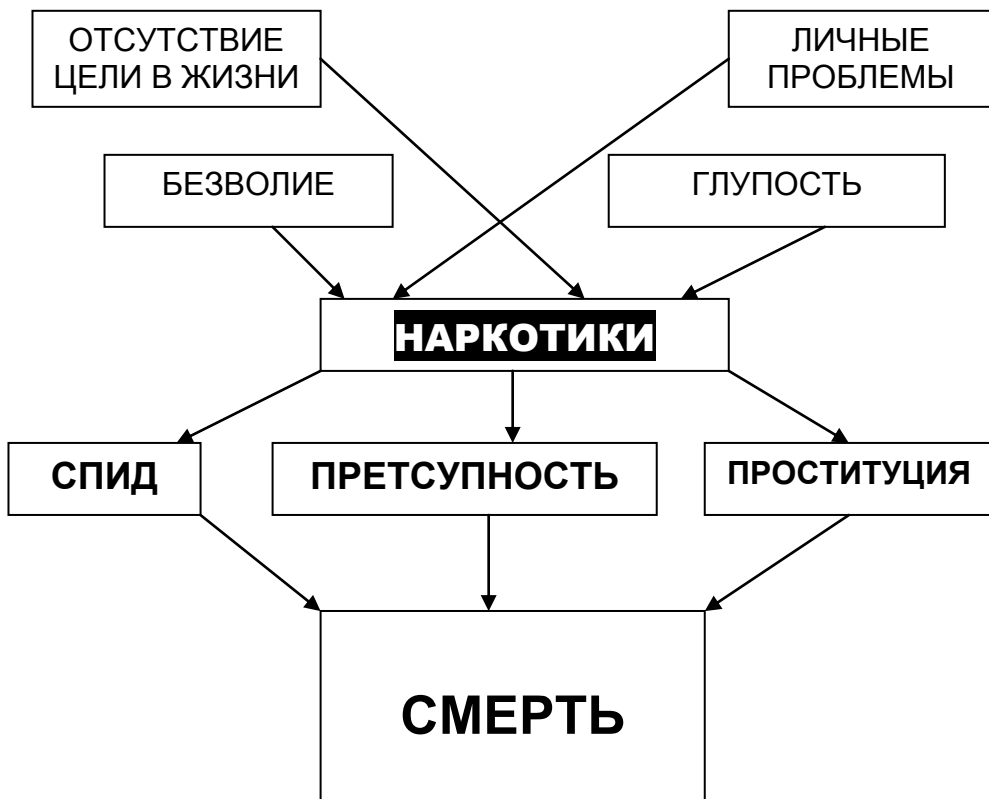 ОТСУТСТВИЕ
ЦЕЛИ В ЖИЗНИ
ЛИЧНЫЕ
ПРОБЛЕМЫ
БЕЗВОЛИЕ
ГЛУПОСТЬ
НАРКОТИКИ
СПИД
ПРЕТСУПНОСТЬ
ПРОСТИТУЦИЯ
СМЕРТЬ